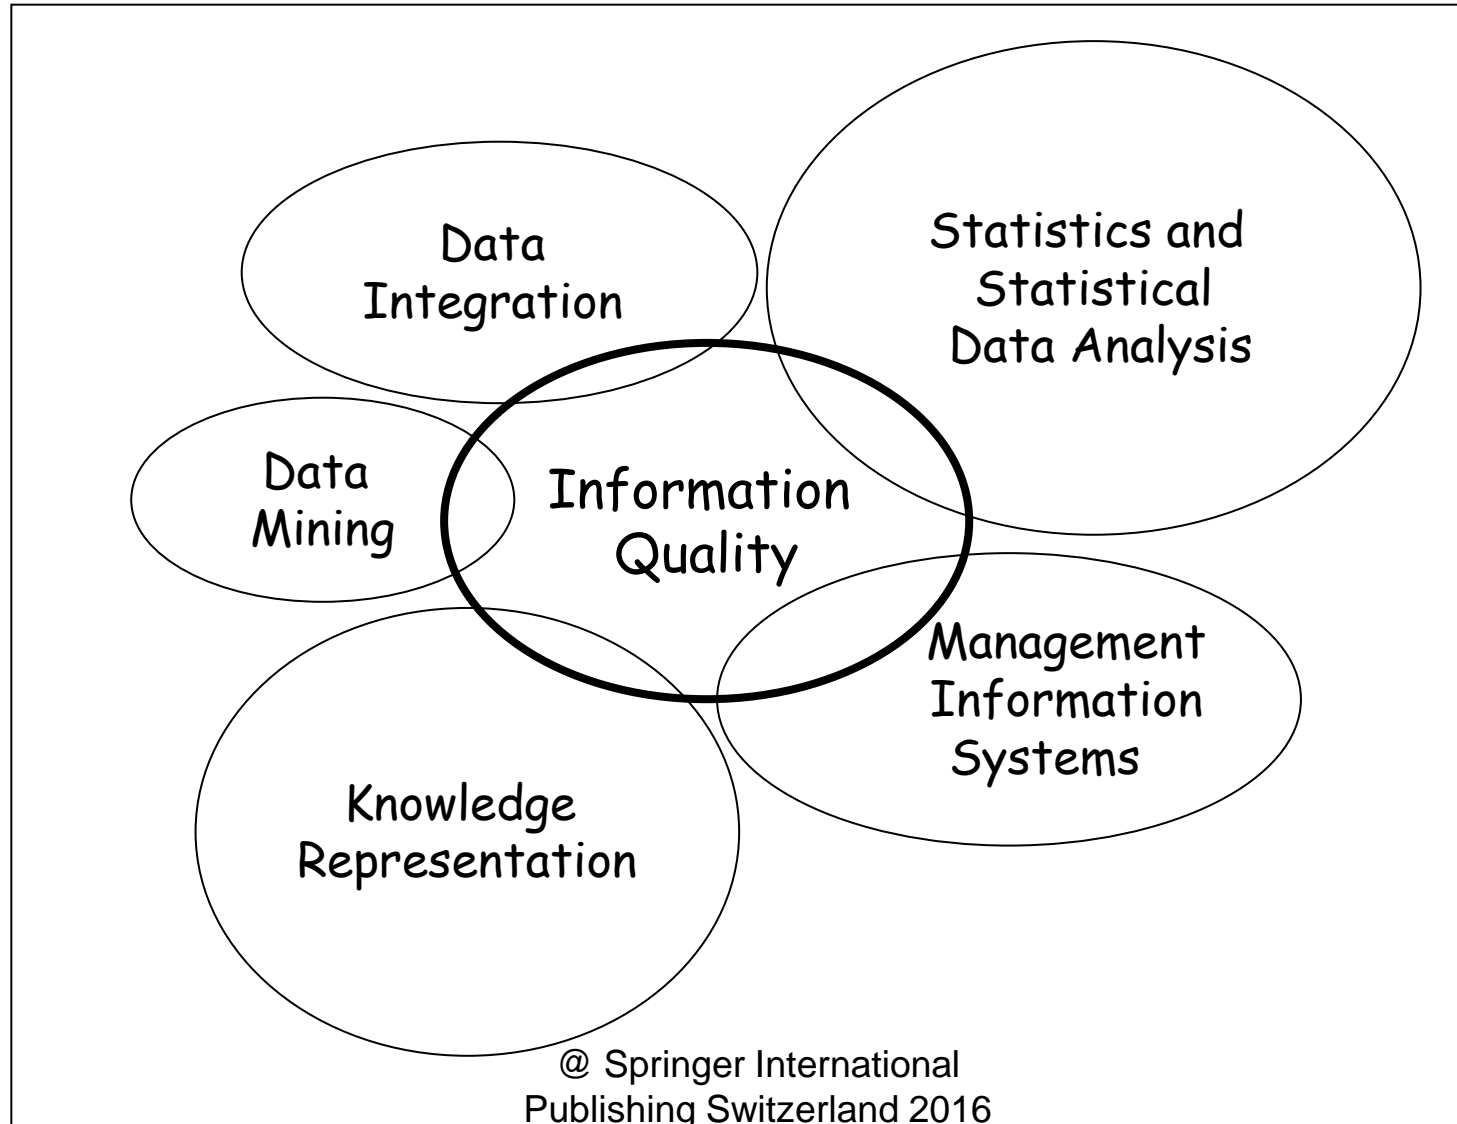 Data
Integration
Statistics and
Statistical
Data Analysis
Data
Mining
Information
Quality
Management
Information
Systems
Knowledge
Representation
@ Springer International
Publishing Switzerland 2016